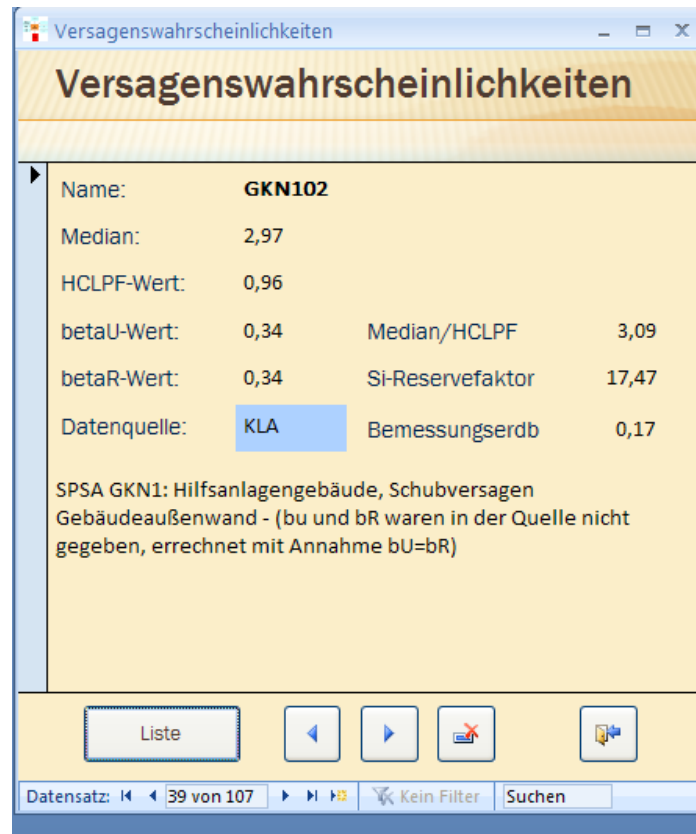 Versagenswahrscheinlichkeiten
Versagenswahrscheinlichkeiten
Name: GKN102
Median: 2,97
HCLPF-Wert: 0,96
betaU-Wert: 0,34 Median/HCLPF 3,09
betaR-Wert: 0,34 Si-Reservefaktor 17,47
Datenquelle: KLA Bemessungserdb 0,17
SPSA GKN1: Hilfsanlagengebäude, Schubversagen
Gebäudeaußenwand - (bu und bR waren in der Quelle nicht
gegeben, errechnet mit Annahme bU=bR)
Liste
Datensatz: 39 von 107 Kein Filter Suchen